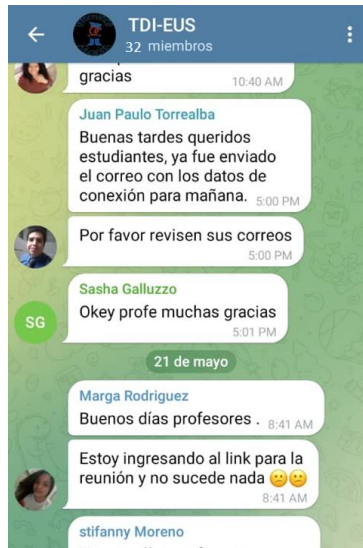 TDI-EUS
32 miembros
gracias
10:40 AM
Juan Paulo Torrealba
Buenas tardes queridos
estudiantes, ya fue enviado
el correo con los datos de
conexión para mañana. 5:00 PM
Por favor revisen sus correos
5:00 PM
Sasha Galluzzo
Okey profe muchas gracias
SG
5:01 PM
21 de mayo
Marga Rodriguez
Buenos días profesores . 8:41 AM
Estoy ingresando al link para la
reunión y no sucede nada 😕😕
8:41 AM
stifanny Moreno